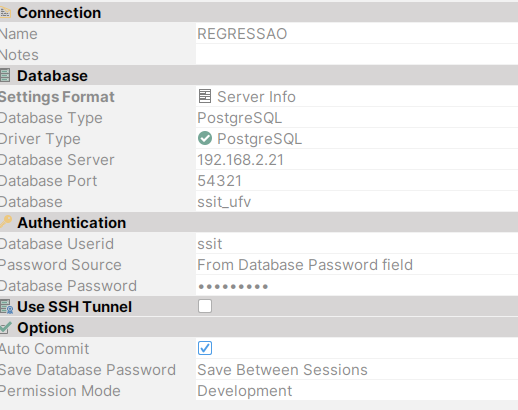 Connection
Name REGRESSAO
Notes
Database
Settings Format Server Info
Database Type PostgreSQL
Driver Type PostgreSQL
Database Server 192.168.2.21
Database Port 54321
Database ssit_ufv
Authentication
Database Userid ssit
Password Source From Database Password field
Database Password •••••••••
Use SSH Tunnel
Options
Auto Commit
Save Database Password Save Between Sessions
Permission Mode Development